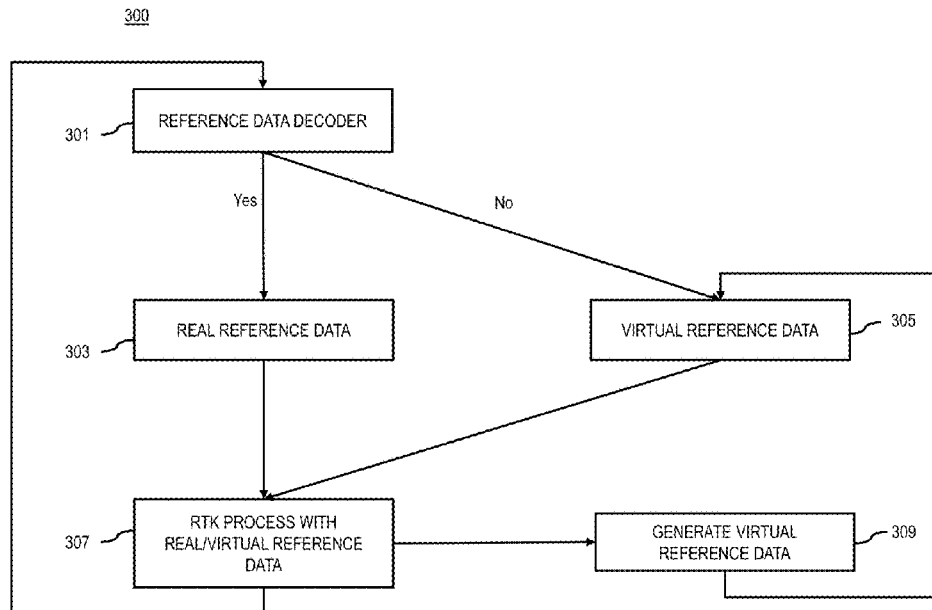 300
REFERENCE DATA DECODER
301
Yes
No
REAL REFERENCE DATA
303
VIRTUAL REFERENCE DATA
305
RTK PROCESS WITH
REAL/VIRTUAL REFERENCE
DATA
307
GENERATE VIRTUAL
REFERENCE DATA
309